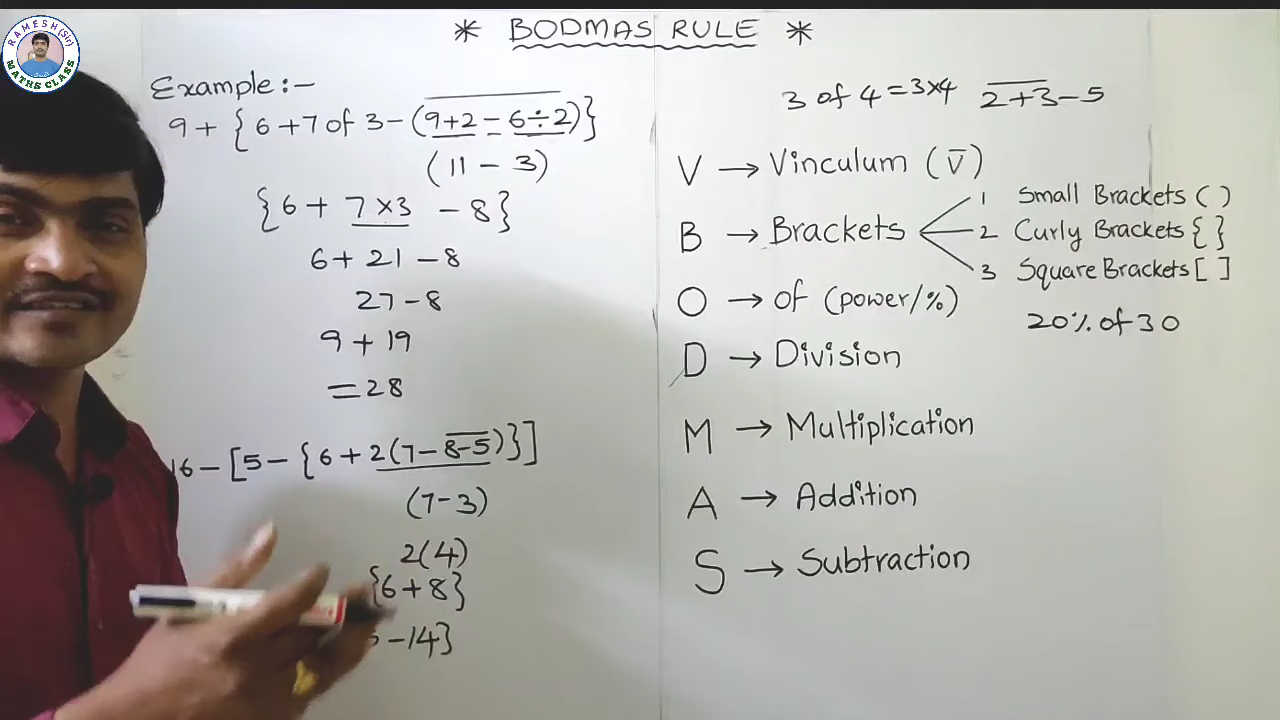 RAMESH (Sir)
MATHS CLASS
* BODMAS RULE *
Example:-
9 + { 6 + 7 of 3 - (9+2 - 6÷2)}
(11 - 3)
{6 + 7×3 - 8}
6 + 21 - 8
27 - 8
9 + 19
= 28
16 - [5 - {6 + 2(7 - 8-5)}]
(7-3)
2(4)
{6+8}
-14]
3 of 4 = 3×4 2+3-5
V → Vinculum (V̅)
B → Brackets
1 Small Brackets ( )
2 Curly Brackets { }
3 Square Brackets [ ]
O → of (power/%)
20% of 30
D → Division
M → Multiplication
A → Addition
S → Subtraction